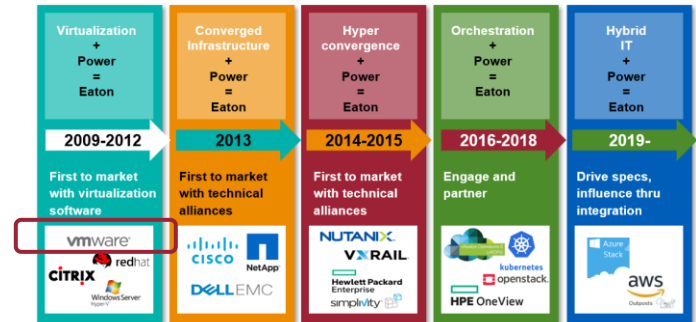 Virtualization
+
Power
=
Eaton
2009-2012
First to market
with virtualization
software
vmware®
redhat
CITRIX
Windows Server
Hyper-V
Converged
Infrastructure
+
Power
=
Eaton
2013
First to market
with technical
alliances
CISCO
NetApp
DELLEMC
Hyper
convergence
+
Power
=
Eaton
2014-2015
First to market
with technical
alliances
NUTANIX
VXRAIL
Hewlett Packard
Enterprise
simplivity
Orchestration
+
Power
=
Eaton
2016-2018
Engage and
partner
kubernetes
openstack.
HPE OneView
Hybrid
IT
+
Power
=
Eaton
2019-
Drive specs,
influence thru
integration
Azure
Stack
aws
Outposts